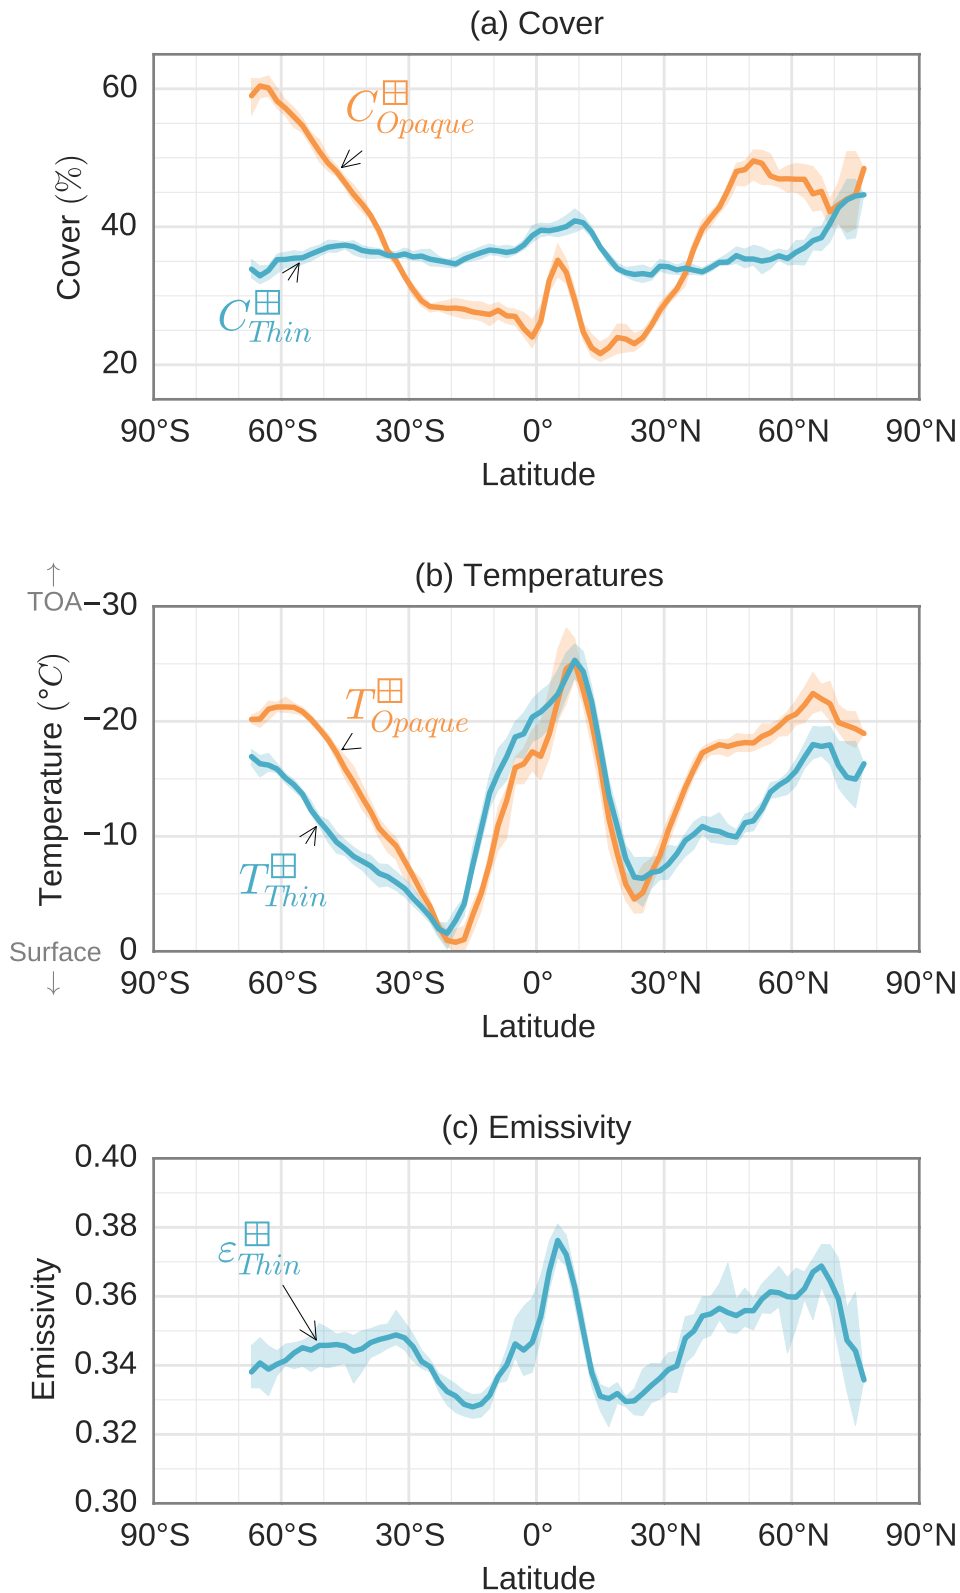 (a) Cover
60
40
20
Cover (%)
C⊞Opaque
C⊞Thin
90°S 60°S 30°S 0° 30°N 60°N 90°N
Latitude
(b) Temperatures
↑
TOA
−30
−20
−10
0
Temperature (°C)
Surface
↓
T⊞Opaque
T⊞Thin
90°S 60°S 30°S 0° 30°N 60°N 90°N
Latitude
(c) Emissivity
0.40
0.38
0.36
0.34
0.32
0.30
Emissivity
ε⊞Thin
90°S 60°S 30°S 0° 30°N 60°N 90°N
Latitude